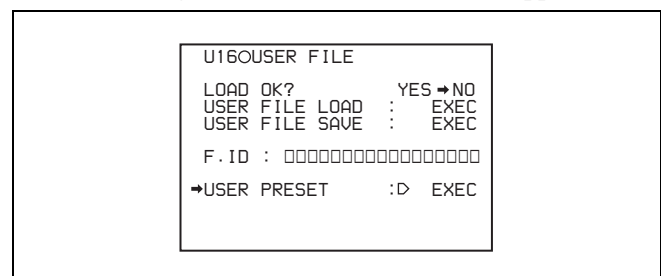 U16○USER FILE
LOAD OK? YES ➡NO
USER FILE LOAD : EXEC
USER FILE SAVE : EXEC
F.ID : □□□□□□□□□□□□□□□□□□
➡USER PRESET :▷ EXEC